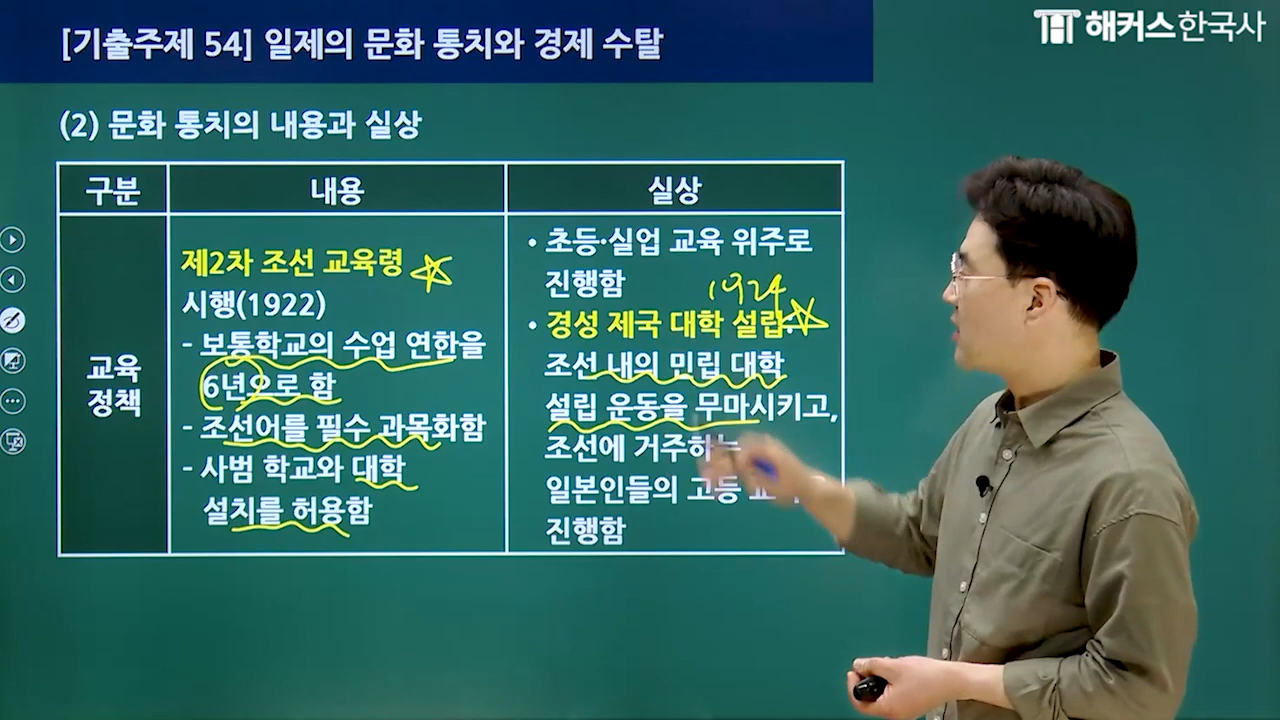 [기출주제 54] 일제의 문화 통치와 경제 수탈
해커스한국사
(2) 문화 통치의 내용과 실상
구분
내용
실상
교육
정책
제2차 조선 교육령
시행(1922)
- 보통학교의 수업 연한을
6년으로 함
- 조선어를 필수 과목화함
- 사범 학교와 대학
설치를 허용함
• 초등·실업 교육 위주로
진행함
1924
• 경성 제국 대학 설립:
조선 내의 민립 대학
설립 운동을 무마시키고,
조선에 거주하는
일본인들의 고등
진행함